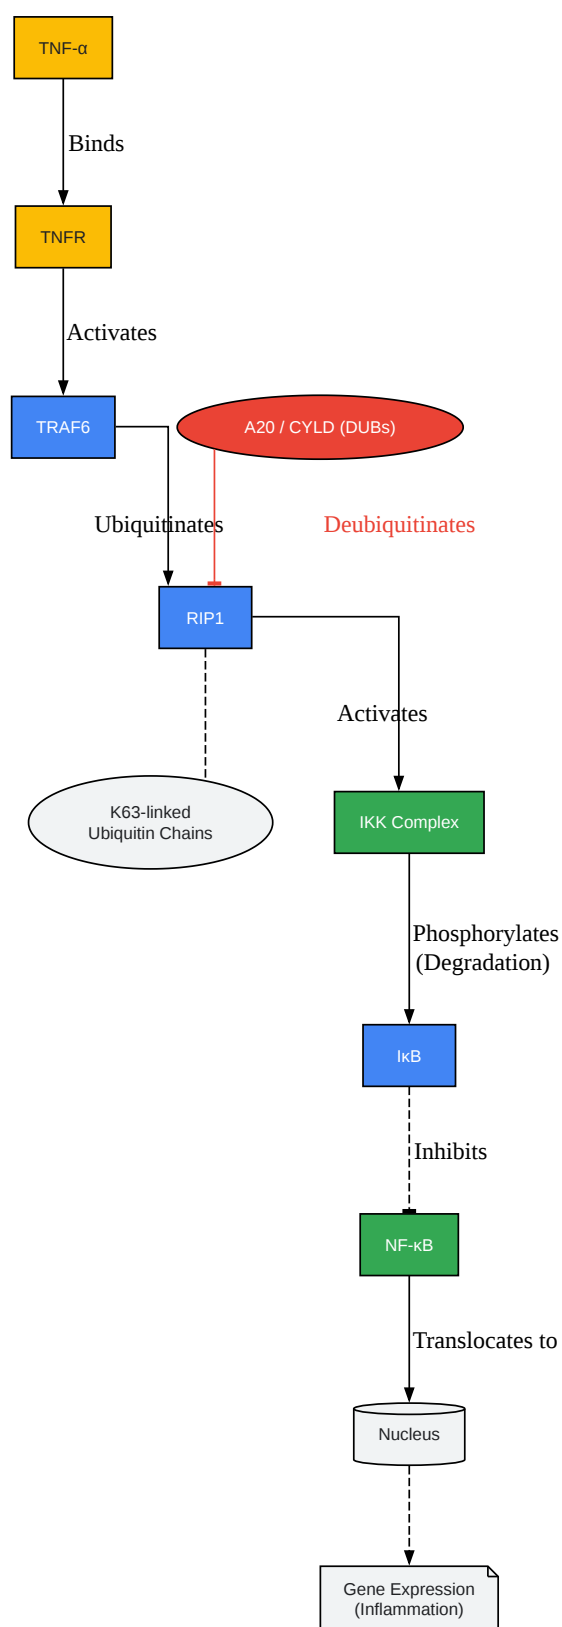 TNF-α
Binds
TNFR
Activates
TRAF6
A20 / CYLD (DUBs)
Ubiquitinates
Deubiquitinates
RIP1
Activates
K63-linked
Ubiquitin Chains
IKK Complex
Phosphorylates
(Degradation)
IκB
Inhibits
NF-κB
Translocates to
Nucleus
Gene Expression
(Inflammation)